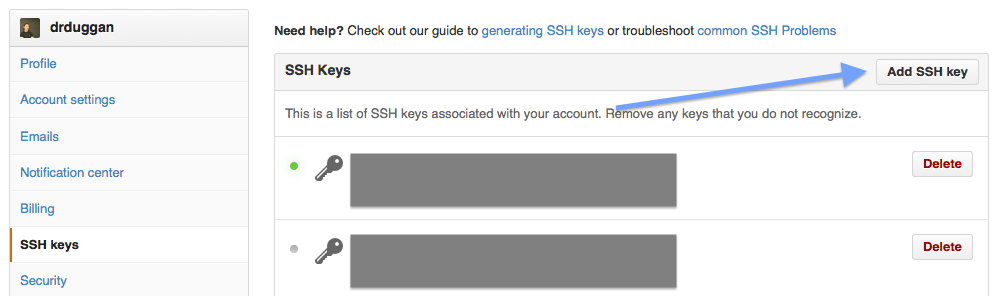 drduggan
Profile
Account settings
Emails
Notification center
Billing
SSH keys
Security
Need help? Check out our guide to generating SSH keys or troubleshoot common SSH Problems
SSH Keys
Add SSH key
This is a list of SSH keys associated with your account. Remove any keys that you do not recognize.
Delete
Delete